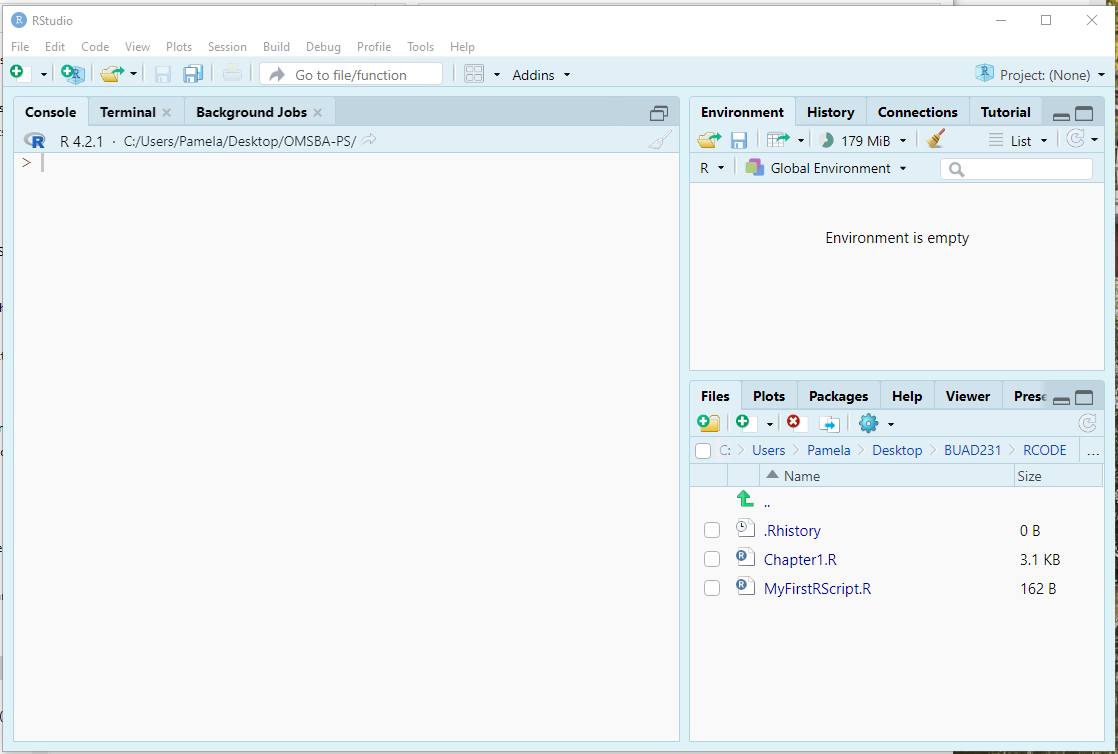 RStudio
File Edit Code View Plots Session Build Debug Profile Tools Help
Go to file/function Addins Project: (None)
Console Terminal Background Jobs
R 4.2.1 · C:/Users/Pamela/Desktop/OMSBA-PS/
>
Environment History Connections Tutorial
179 MiB List
R Global Environment
Environment is empty
Files Plots Packages Help Viewer Prese
C: Users Pamela Desktop BUAD231 RCODE ...
Name Size
..
.Rhistory 0 B
Chapter1.R 3.1 KB
MyFirstRScript.R 162 B